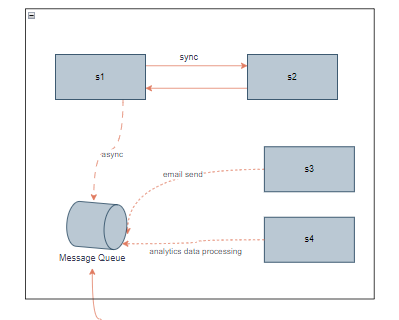 sync
s1
s2
async
email send
s3
s4
analytics data processing
Message Queue